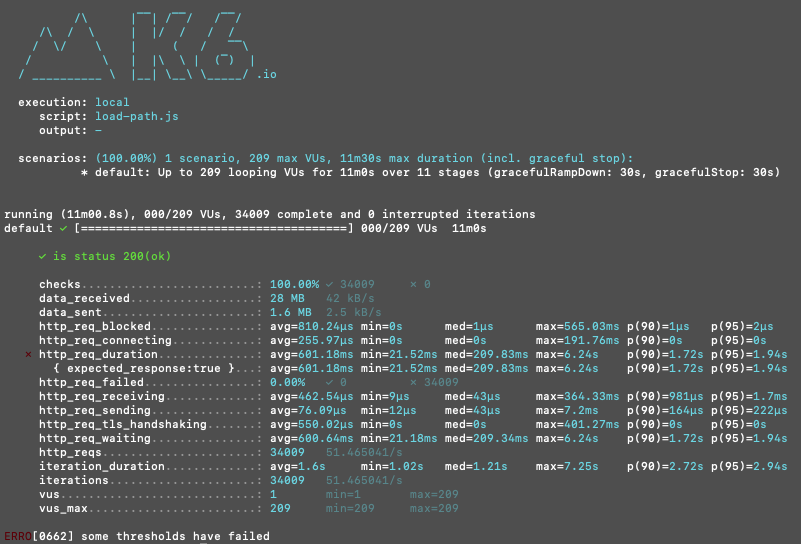 K6 .io
execution: local
script: load-path.js
output: -
scenarios: (100.00%) 1 scenario, 209 max VUs, 11m30s max duration (incl. graceful stop):
* default: Up to 209 looping VUs for 11m0s over 11 stages (gracefulRampDown: 30s, gracefulStop: 30s)
running (11m00.8s), 000/209 VUs, 34009 complete and 0 interrupted iterations
default ✓ [======================================] 000/209 VUs  11m0s
✓ is status 200(ok)
checks.........................: 100.00% ✓ 34009     ✗ 0
data_received..................: 28 MB   42 kB/s
data_sent......................: 1.6 MB  2.5 kB/s
http_req_blocked...............: avg=810.24µs min=0s      med=1µs      max=565.03ms p(90)=1µs   p(95)=2µs
http_req_connecting............: avg=255.97µs min=0s      med=0s       max=191.76ms p(90)=0s    p(95)=0s
✗ http_req_duration..............: avg=601.18ms min=21.52ms med=209.83ms max=6.24s    p(90)=1.72s p(95)=1.94s
{ expected_response:true }...: avg=601.18ms min=21.52ms med=209.83ms max=6.24s    p(90)=1.72s p(95)=1.94s
http_req_failed................: 0.00%   ✓ 0         ✗ 34009
http_req_receiving.............: avg=462.54µs min=9µs     med=43µs     max=364.33ms p(90)=981µs p(95)=1.7ms
http_req_sending...............: avg=76.09µs  min=12µs    med=43µs     max=7.2ms    p(90)=164µs p(95)=222µs
http_req_tls_handshaking.......: avg=550.02µs min=0s      med=0s       max=401.27ms p(90)=0s    p(95)=0s
http_req_waiting...............: avg=600.64ms min=21.18ms med=209.34ms max=6.24s    p(90)=1.72s p(95)=1.94s
http_reqs......................: 34009   51.465041/s
iteration_duration.............: avg=1.6s     min=1.02s   med=1.21s    max=7.25s    p(90)=2.72s p(95)=2.94s
iterations.....................: 34009   51.465041/s
vus............................: 1       min=1       max=209
vus_max........................: 209     min=209     max=209
ERRO[0662] some thresholds have failed